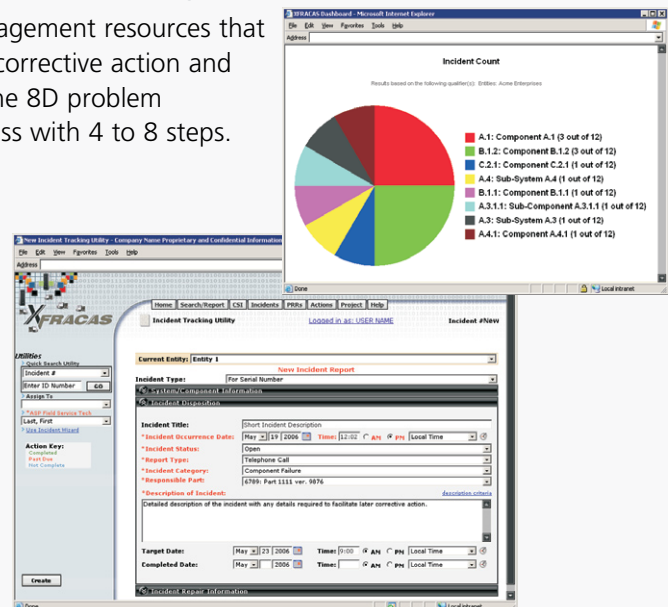 agement resources that
corrective action and
ne 8D problem
ss with 4 to 8 steps.
XFRACAS Dashboard - Microsoft Internet Explorer
File Edit View Favorites Tools Help
Address
Incident Count
Results based on the following qualifier(s): Entities: Acme Enterprises
A.1: Component A.1 (3 out of 12)
B.1.2: Component B.1.2 (3 out of 12)
C.2.1: Component C.2.1 (1 out of 12)
A.4: Sub-System A.4 (1 out of 12)
B.1.1: Component B.1.1 (1 out of 12)
A.3.1.1: Sub-Component A.3.1.1 (1 out of 12)
A.3: Sub-System A.3 (1 out of 12)
A.4.1: Component A.4.1 (1 out of 12)
Done Local intranet
New Incident Tracking Utility - Company Name Proprietary and Confidential Information
File Edit View Favorites Tools Help
Address
XFRACAS
Home Search/Report CSI Incidents PRRs Actions Project Help
Incident Tracking Utility Logged in as: USER NAME Incident #New
Utilities
Quick Search Utility
Incident #
Enter ID Number GO
Assign To
*ASP Field Service Tech
Last, First
Use Incident Wizard
Action Key:
Completed
Past Due
Not Complete
Create
Current Entity: Entity 1
New Incident Report
Incident Type: For Serial Number
System/Component Information
Incident Disposition
Incident Title: Short Incident Description
*Incident Occurrence Date: May 19 2006 Time: 12:02 AM PM Local Time
*Incident Status: Open
*Report Type: Telephone Call
*Incident Category: Component Failure
*Responsible Part: 6789: Part 1111 ver. 9876
*Description of Incident: description criteria
Detailed description of the incident with any details required to facilitate later corrective action.
Target Date: May 23 2006 Time: 9:00 AM PM Local Time
Completed Date: May 2006 Time: AM PM Local Time
Incident Repair Information
Done Local intranet